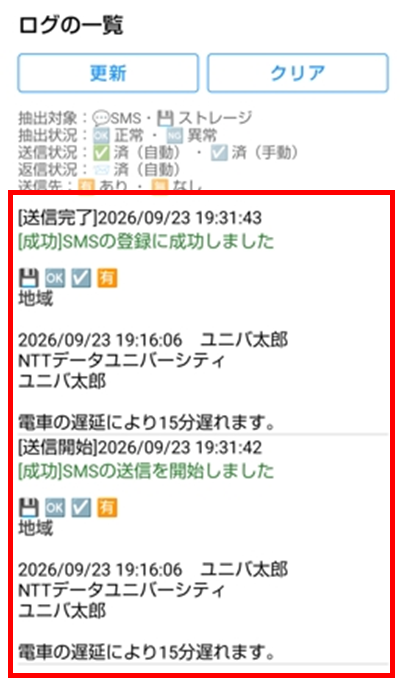 ログの一覧
更新 クリア
抽出対象：💬SMS・💾 ストレージ
抽出状況：🆗 正常 ・ 🆖 異常
送信状況：✅ 済（自動） ・ ☑️ 済（手動）
返信状況：📨 済（自動）
送信先：🈶 あり ・ 🈚 なし
[送信完了]2026/09/23 19:31:43
[成功]SMSの登録に成功しました
💾 🆗 ☑️ 🈶
地域
2026/09/23 19:16:06　ユニバ太郎
NTTデータユニバーシティ
ユニバ太郎
電車の遅延により15分遅れます。
[送信開始]2026/09/23 19:31:42
[成功]SMSの送信を開始しました
💾 🆗 ☑️ 🈶
地域
2026/09/23 19:16:06　ユニバ太郎
NTTデータユニバーシティ
ユニバ太郎
電車の遅延により15分遅れます。